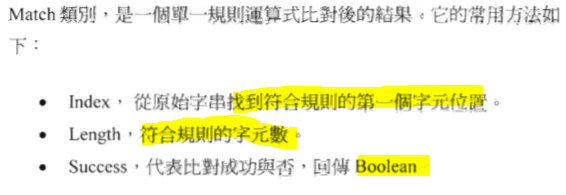 Match 類別，是一個單一規則運算式比對後的結果。它的常用方法如
下：
• Index， 從原始字串找到符合規則的第一個字元位置。
• Length，符合規則的字元數。
• Success，代表比對成功與否，回傳 Boolean